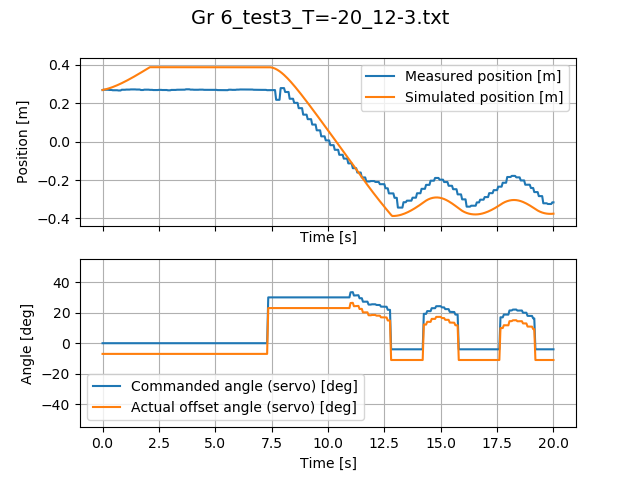 Gr 6_test3_T=-20_12-3.txt
Position [m]
0.4
0.2
0.0
−0.2
−0.4
Measured position [m]
Simulated position [m]
Time [s]
Angle [deg]
40
20
0
−20
−40
Commanded angle (servo) [deg]
Actual offset angle (servo) [deg]
0.0 2.5 5.0 7.5 10.0 12.5 15.0 17.5 20.0
Time [s]